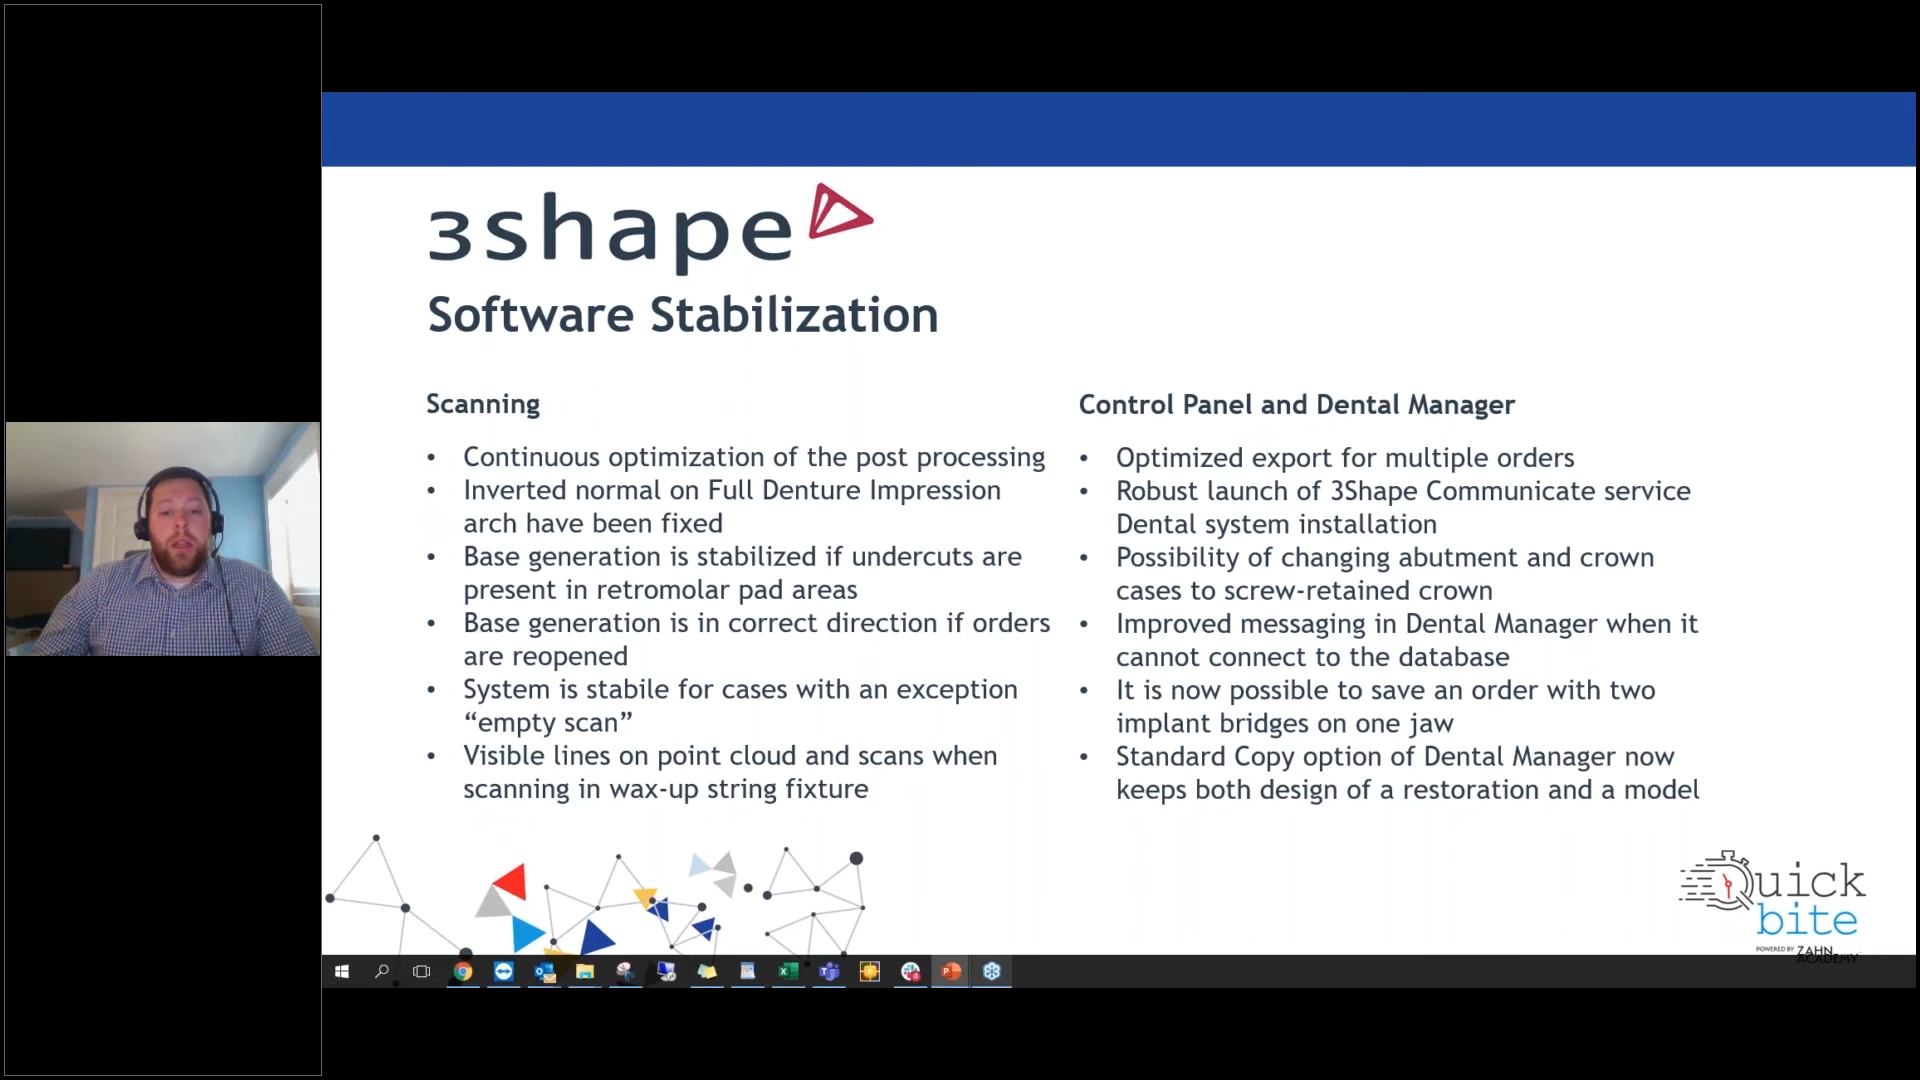 3shape
Software Stabilization
Scanning
• Continuous optimization of the post processing
• Inverted normal on Full Denture Impression
arch have been fixed
• Base generation is stabilized if undercuts are
present in retromolar pad areas
• Base generation is in correct direction if orders
are reopened
• System is stabile for cases with an exception
“empty scan”
• Visible lines on point cloud and scans when
scanning in wax-up string fixture
Control Panel and Dental Manager
• Optimized export for multiple orders
• Robust launch of 3Shape Communicate service
Dental system installation
• Possibility of changing abutment and crown
cases to screw-retained crown
• Improved messaging in Dental Manager when it
cannot connect to the database
• It is now possible to save an order with two
implant bridges on one jaw
• Standard Copy option of Dental Manager now
keeps both design of a restoration and a model
Quick
bite
POWERED BY ZAHN
ACADEMY